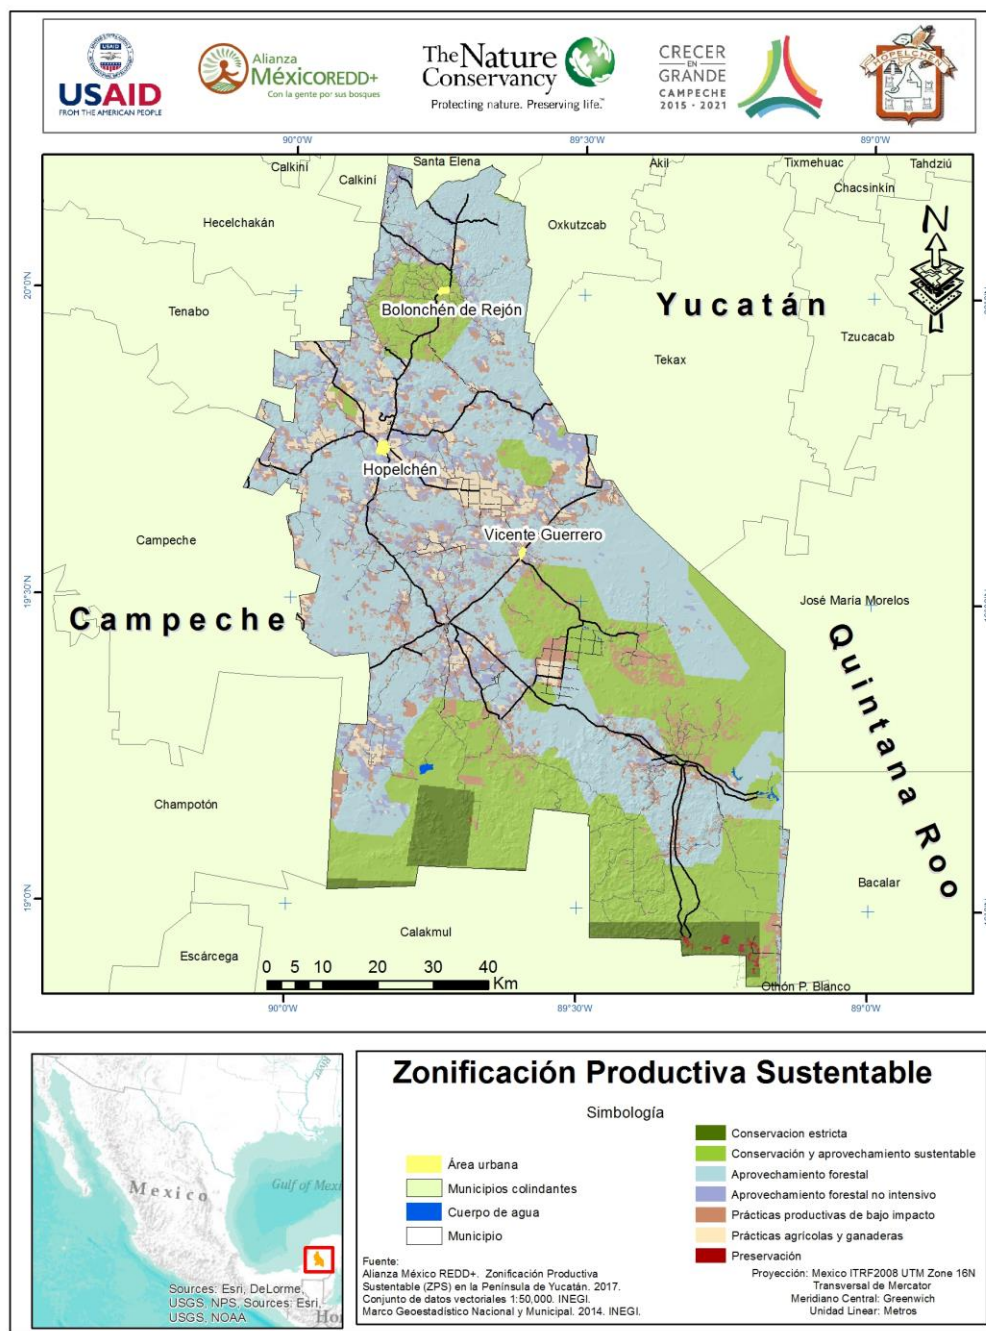 USAID
FROM THE AMERICAN PEOPLE
Alianza
MéxicoREDD+
Con la gente por sus bosques
The Nature
Conservancy
Protecting nature. Preserving life.™
CRECER
EN
GRANDE
CAMPECHE
2015 - 2021
HOPELCHÉN
90°0'W
89°30'W
89°0'W
Calkiní
Santa Elena
Akil
Tixmehuac
Tahdziú
Calkiní
Chacsinkín
Hecelchakán
Oxkutzcab
N
20°0'N
Bolonchén de Rejón
Yucatán
Tenabo
Tzucacab
Tekax
Hopelchén
Vicente Guerrero
Campeche
19°30'N
José María Morelos
Campeche
Quintana Roo
Champotón
Bacalar
19°0'N
Calakmul
Escárcega
0 5 10 20 30 40
Km
Othón P. Blanco
90°0'W
89°30'W
89°0'W
Zonificación Productiva Sustentable
Simbología
Área urbana
Municipios colindantes
Cuerpo de agua
Municipio
Conservacion estricta
Conservación y aprovechamiento sustentable
Aprovechamiento forestal
Aprovechamiento forestal no intensivo
Prácticas productivas de bajo impacto
Prácticas agrícolas y ganaderas
Preservación
Fuente:
Alianza México REDD+. Zonificación Productiva
Sustentable (ZPS) en la Península de Yucatán. 2017.
Conjunto de datos vectoriales 1:50,000. INEGI.
Marco Geoestadístico Nacional y Municipal. 2014. INEGI.
Proyección: Mexico ITRF2008 UTM Zone 16N
Transversal de Mercator
Meridiano Central: Greenwich
Unidad Linear: Metros
Mexico
Gulf of Mexi
Sources: Esri, DeLorme,
USGS, NPS, Sources: Esri,
USGS, NOAA